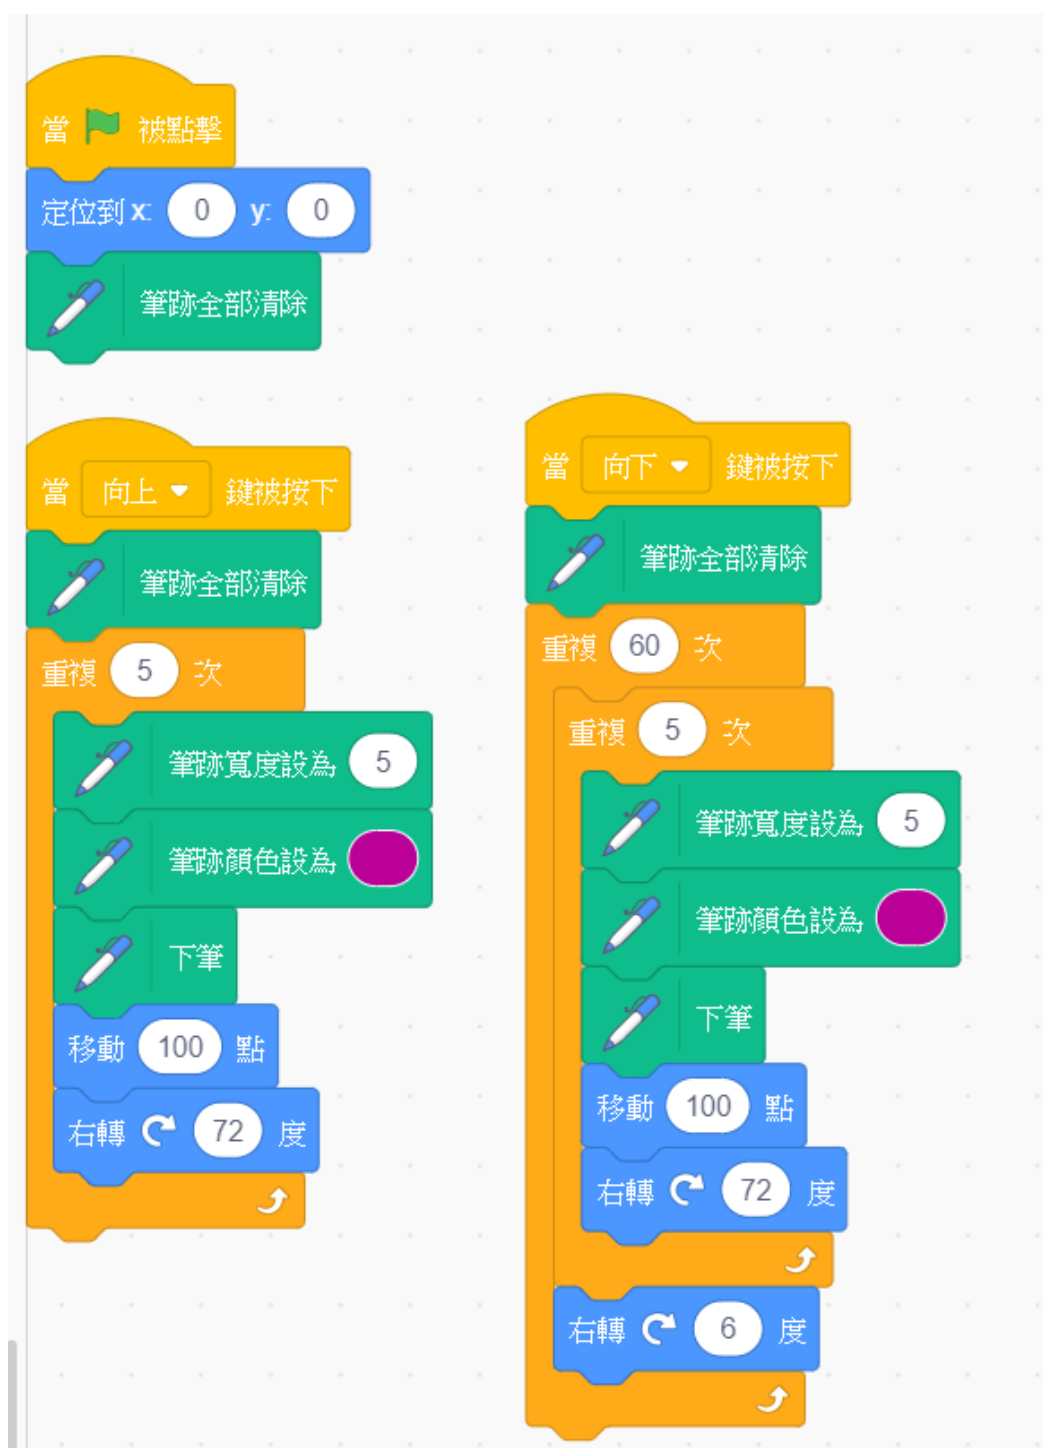 當 被點擊
定位到 x: 0 y: 0
筆跡全部清除
當 向上 鍵被按下
筆跡全部清除
重複 5 次
筆跡寬度設為 5
筆跡顏色設為
下筆
移動 100 點
右轉 72 度
當 向下 鍵被按下
筆跡全部清除
重複 60 次
重複 5 次
筆跡寬度設為 5
筆跡顏色設為
下筆
移動 100 點
右轉 72 度
右轉 6 度